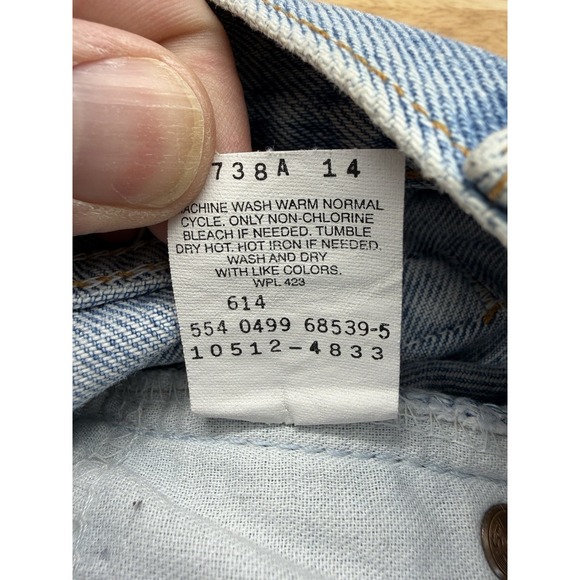 738A 14
MACHINE WASH WARM NORMAL
CYCLE, ONLY NON-CHLORINE
BLEACH IF NEEDED. TUMBLE
DRY HOT. HOT IRON IF NEEDED.
WASH AND DRY
WITH LIKE COLORS.
WPL 423
614
554 0499 68539-5
10512-4833